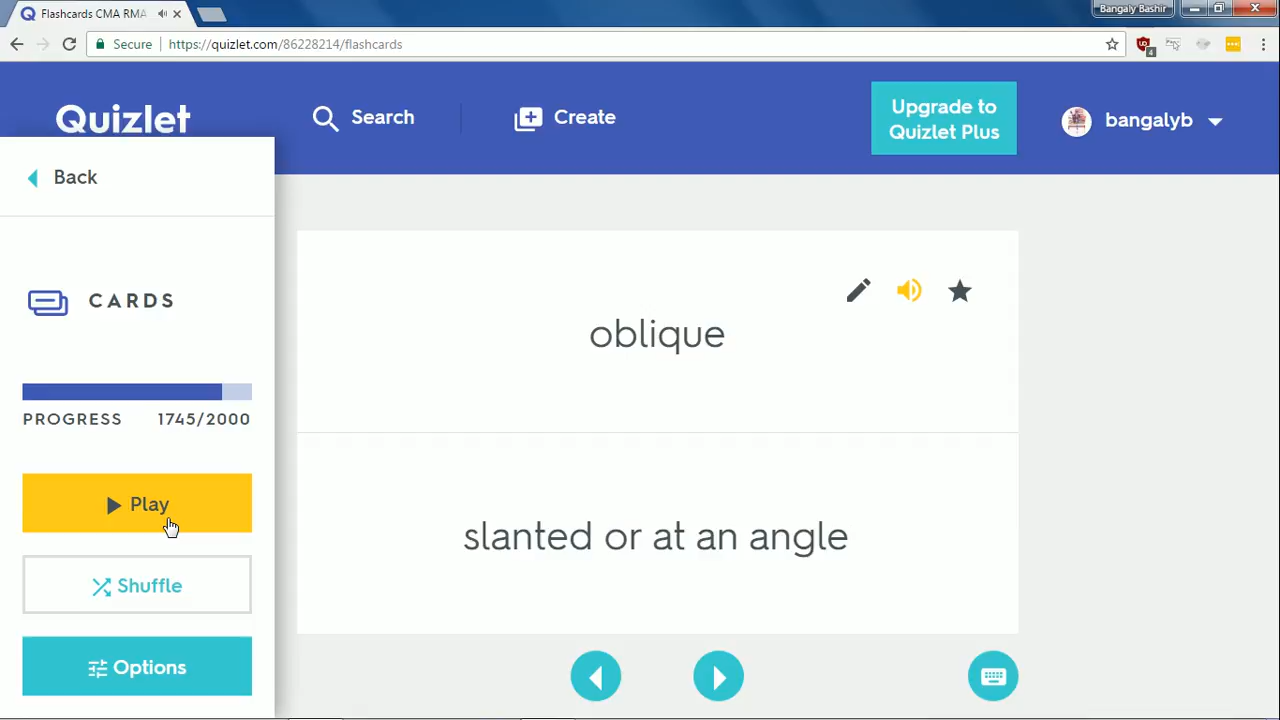 Flashcards CMA RMA
Bangaly Bashir
Secure
https://quizlet.com/86228214/flashcards
4
Quizlet
Search
Create
Upgrade to
Quizlet Plus
bangalyb
Back
CARDS
PROGRESS 1745/2000
Play
Shuffle
Options
oblique
slanted or at an angle